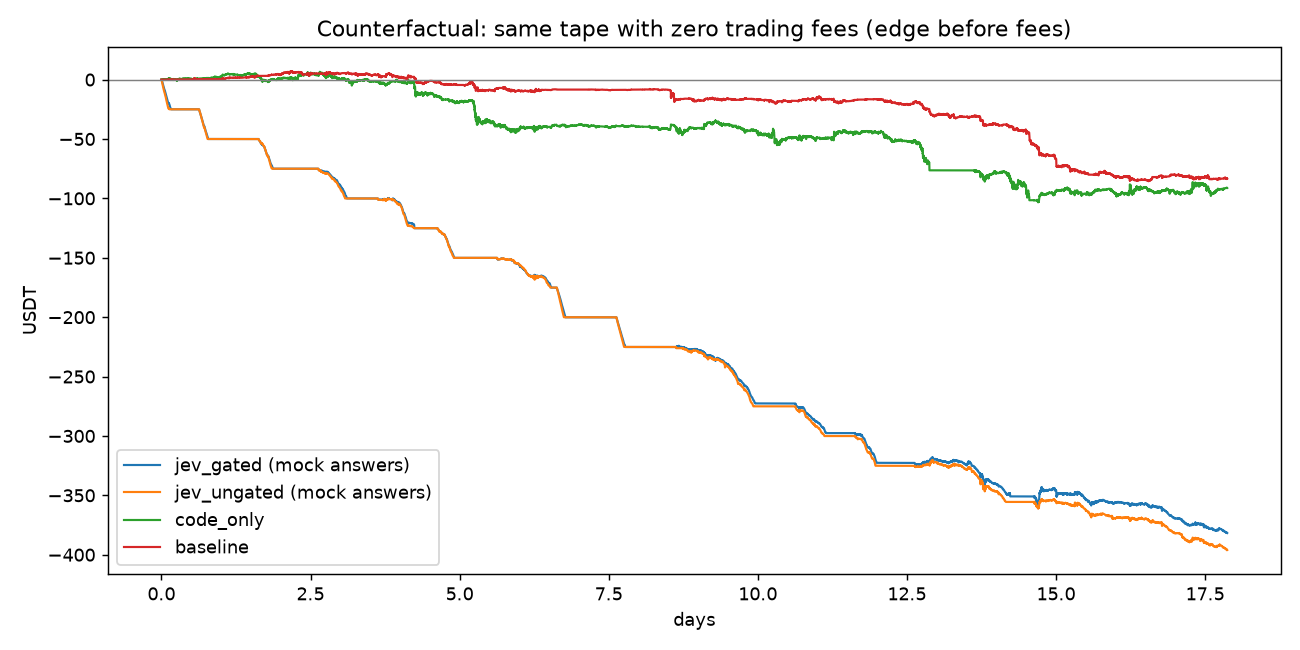 Counterfactual: same tape with zero trading fees (edge before fees)
USDT
0
−50
−100
−150
−200
−250
−300
−350
−400
jev_gated (mock answers)
jev_ungated (mock answers)
code_only
baseline
0.0 2.5 5.0 7.5 10.0 12.5 15.0 17.5
days